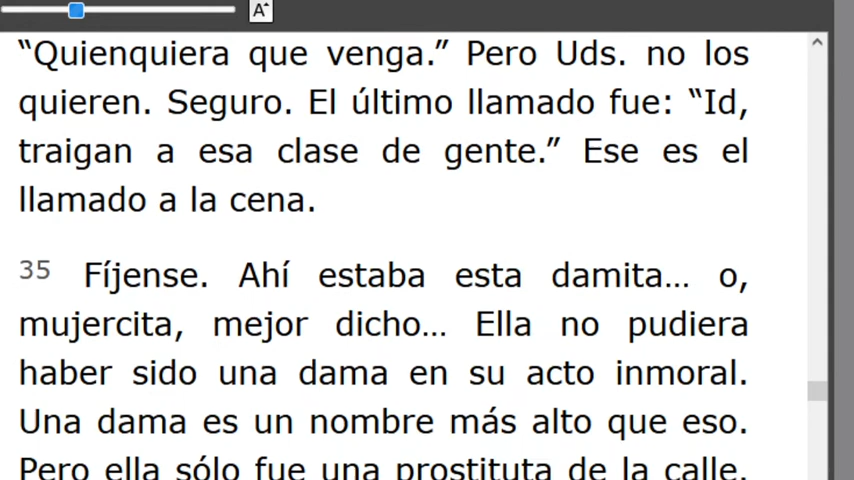 A
“Quienquiera que venga.” Pero Uds. no los
quieren. Seguro. El último llamado fue: “Id,
traigan a esa clase de gente.” Ese es el
llamado a la cena.
35 Fíjense. Ahí estaba esta damita… o,
mujercita, mejor dicho… Ella no pudiera
haber sido una dama en su acto inmoral.
Una dama es un nombre más alto que eso.
Pero ella sólo fue una prostituta de la calle.